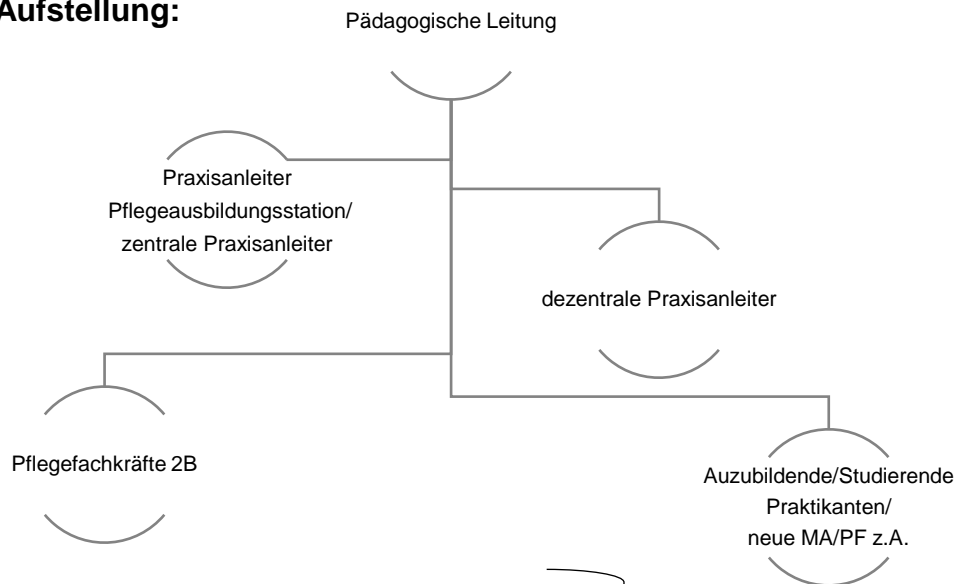 Aufstellung:
Pädagogische Leitung
Praxisanleiter
Pflegeausbildungsstation/
zentrale Praxisanleiter
dezentrale Praxisanleiter
Pflegefachkräfte 2B
Auzubildende/Studierende
Praktikanten/
neue MA/PF z.A.